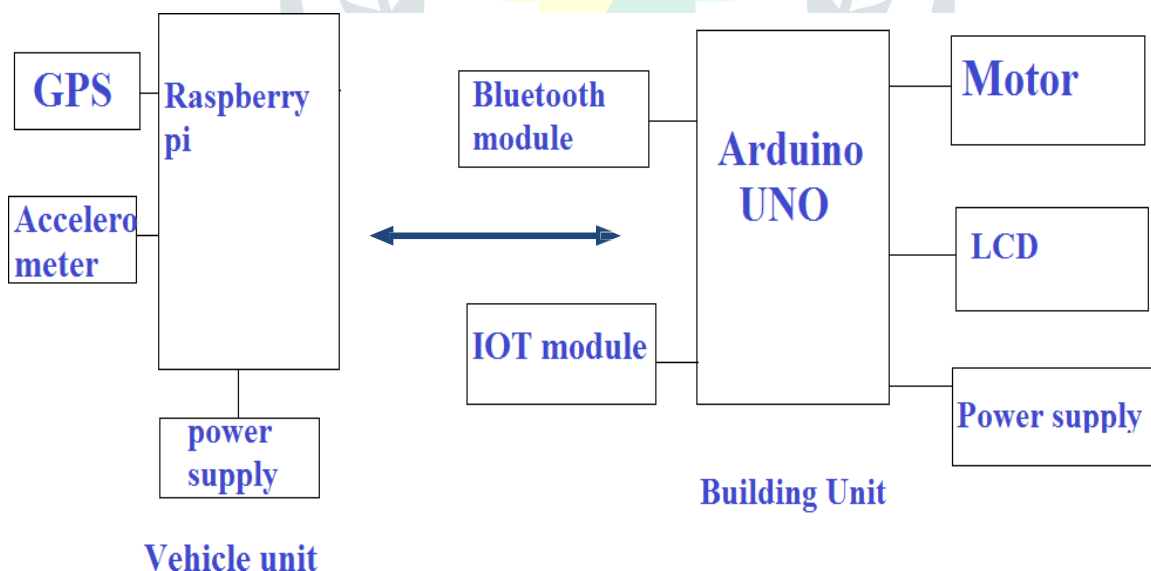 GPS
Raspberry
pi
Accelero
meter
power
supply
Vehicle unit
Bluetooth
module
IOT module
Arduino
UNO
Motor
LCD
Power supply
Building Unit